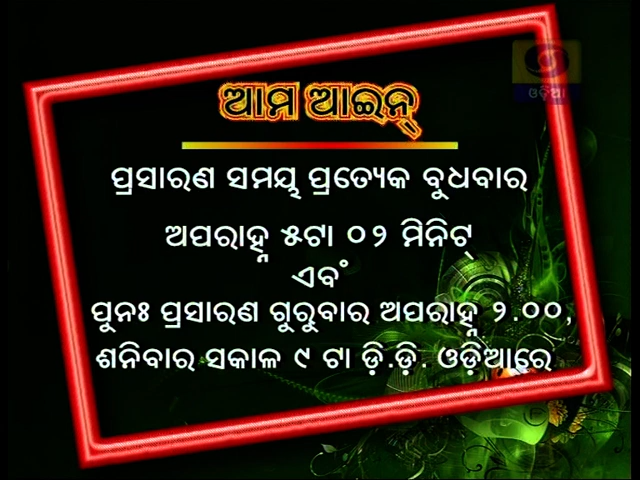 ଓଡ଼ିଆ
ଆମ ଆଇନ୍
ପ୍ରସାରଣ ସମୟ ପ୍ରତ୍ୟେକ ବୁଧବାର
ଅପରାହ୍ନ ୫ଟା ୦୨ ମିନିଟ୍
ଏବଂ
ପୁନଃ ପ୍ରସାରଣ ଗୁରୁବାର ଅପରାହ୍ନ ୨.୦୦,
ଶନିବାର ସକାଳ ୯ ଟା ଡ଼ି.ଡ଼ି. ଓଡ଼ିଆରେ